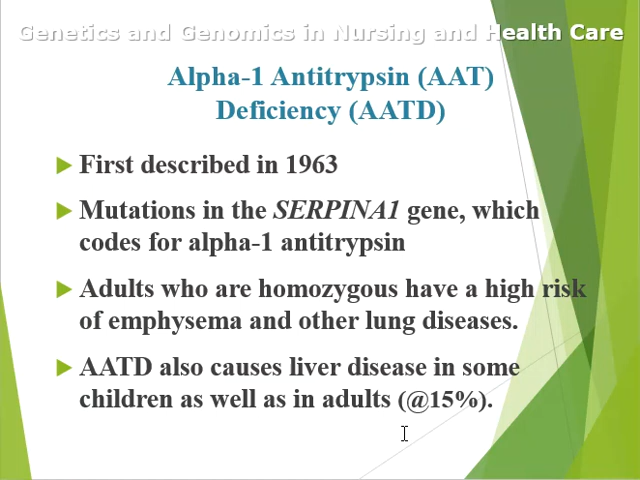 Genetics and Genomics in Nursing and Health Care
Alpha-1 Antitrypsin (AAT)
Deficiency (AATD)
First described in 1963
Mutations in the SERPINA1 gene, which
codes for alpha-1 antitrypsin
Adults who are homozygous have a high risk
of emphysema and other lung diseases.
AATD also causes liver disease in some
children as well as in adults (@15%).